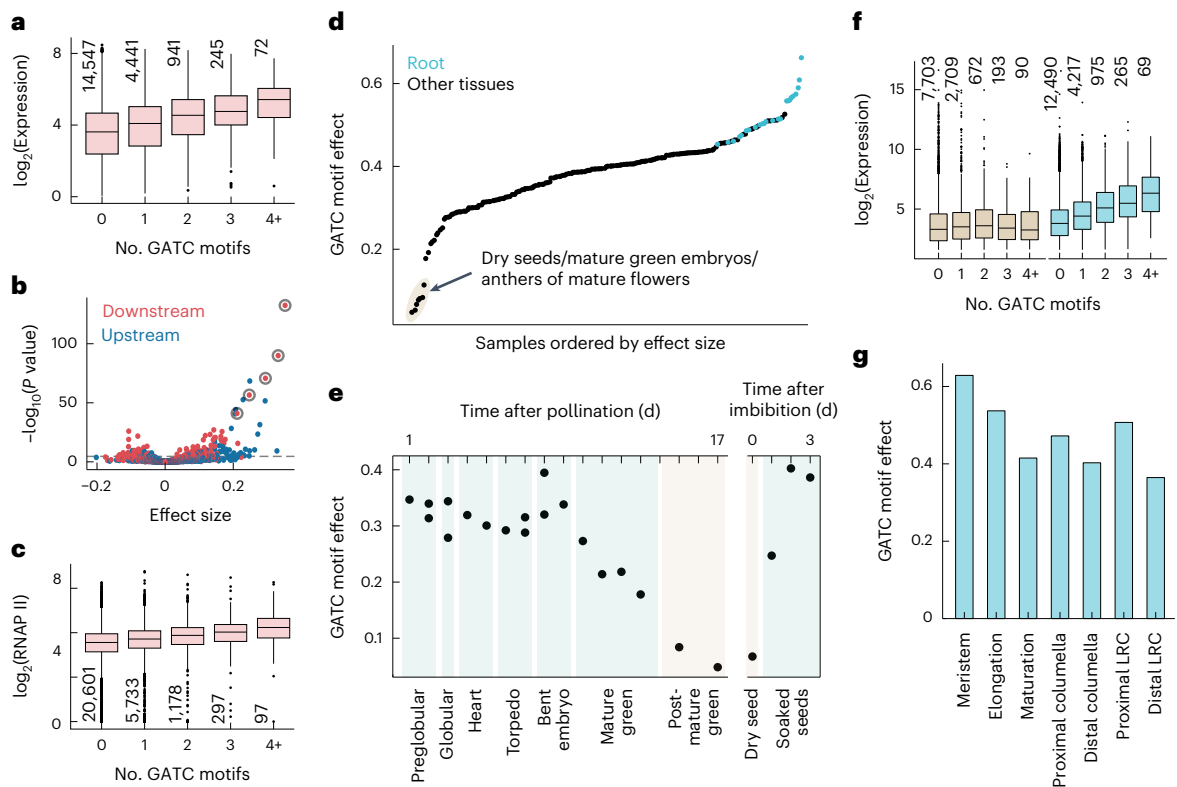 a
log2(Expression)
8
4
0
14,547
4,441
941
245
72
0 1 2 3 4+
No. GATC motifs
b
Downstream
Upstream
−log10(P value)
100
50
0
−0.2 0 0.2
Effect size
c
log2(RNAP II)
8
4
0
20,601
5,733
1,178
297
97
0 1 2 3 4+
No. GATC motifs
d
Root
Other tissues
GATC motif effect
0.6
0.4
0.2
Dry seeds/mature green embryos/
anthers of mature flowers
Samples ordered by effect size
e
Time after pollination (d)
Time after
imbibition (d)
1 17 0 3
GATC motif effect
0.4
0.3
0.2
0.1
Preglobular
Globular
Heart
Torpedo
Bent
embryo
Mature
green
Post-
mature
green
Dry seed
Soaked
seeds
f
log2(Expression)
15
10
5
7,703
2,709
672
193
90
12,490
4,217
975
265
69
0 1 2 3 4+ 0 1 2 3 4+
No. GATC motifs
g
GATC motif effect
0.6
0.4
0.2
0
Meristem
Elongation
Maturation
Proximal columella
Distal columella
Proximal LRC
Distal LRC